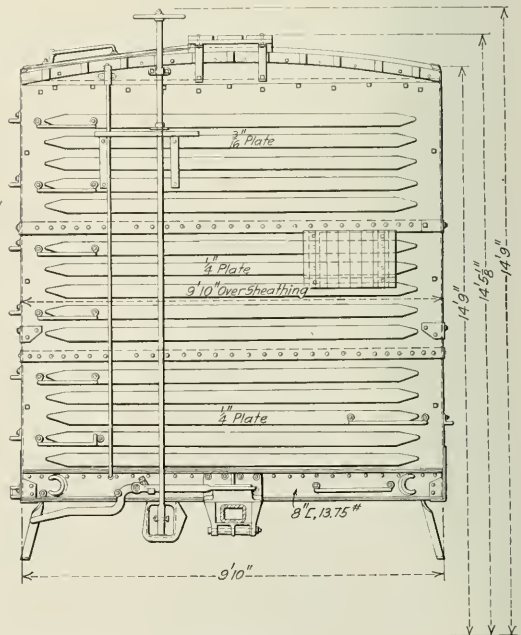 3/16" Plate
1/4" Plate
9'10" Over Sheathing
1/4" Plate
8"[, 13.75 #
9'10"
14'9"
14'5 1/8"
14'9"